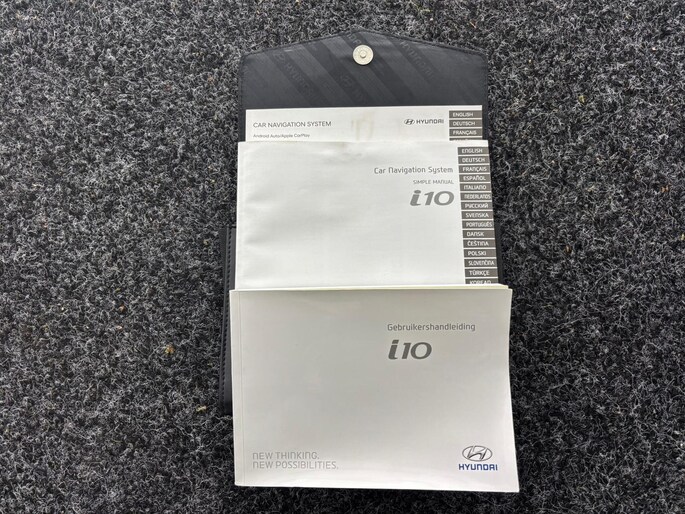 CAR NAVIGATION SYSTEM
Android Auto/Apple CarPlay
HYUNDAI
ENGLISH
DEUTSCH
FRANÇAIS
Car Navigation System
SIMPLE MANUAL
i10
ENGLISH
DEUTSCH
FRANÇAIS
ESPAÑOL
ITALIANO
NEDERLANDS
РУССКИЙ
SVENSKA
PORTUGUÊS
DANSK
ČEŠTINA
POLSKI
SLOVENČINA
TÜRKÇE
KOREAN
Gebruikershandleiding
i10
NEW THINKING.
NEW POSSIBILITIES.
HYUNDAI